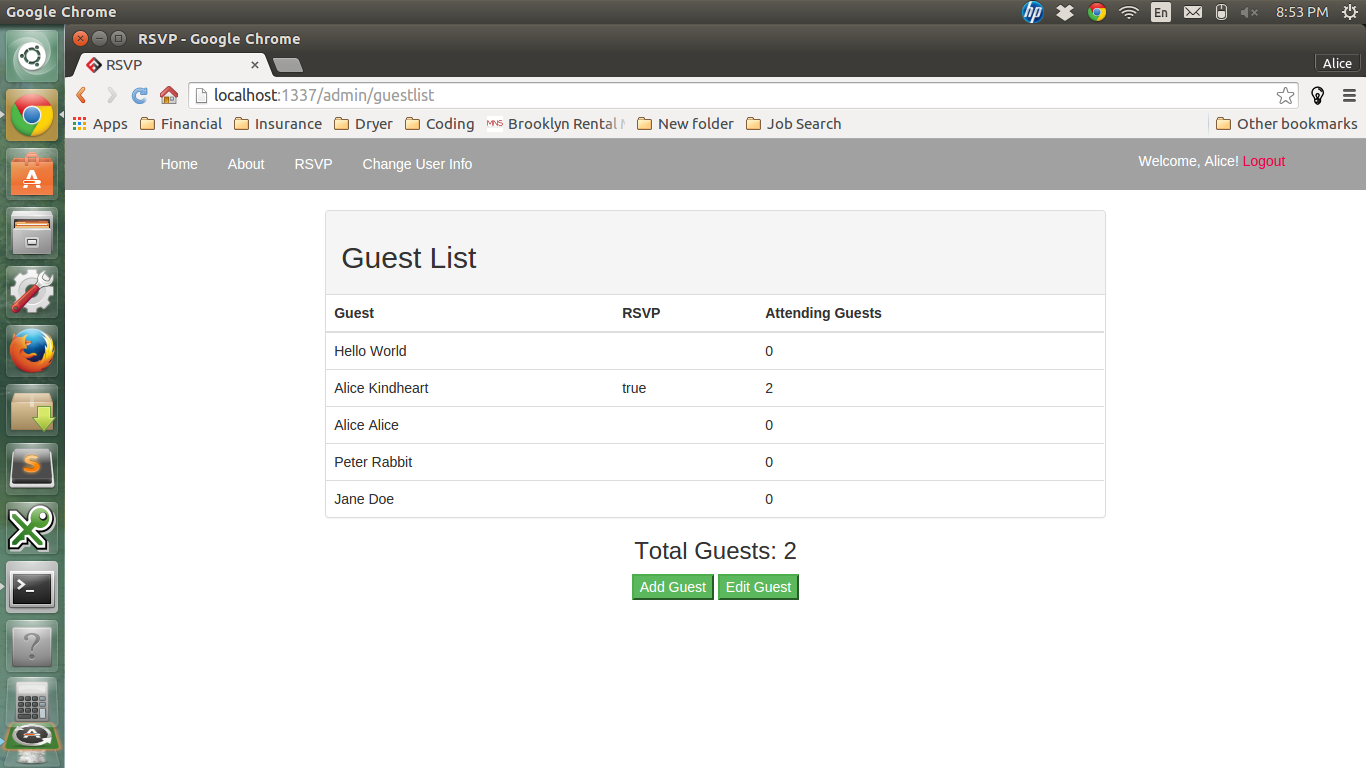 Google Chrome
hp
En
8:53 PM
RSVP - Google Chrome
RSVP
Alice
localhost:1337/admin/guestlist
Apps Financial Insurance Dryer Coding MNS Brooklyn Rental New folder Job Search Other bookmarks
Home About RSVP Change User Info Welcome, Alice! Logout
Guest List
Guest RSVP Attending Guests
Hello World 0
Alice Kindheart true 2
Alice Alice 0
Peter Rabbit 0
Jane Doe 0
Total Guests: 2
Add Guest Edit Guest